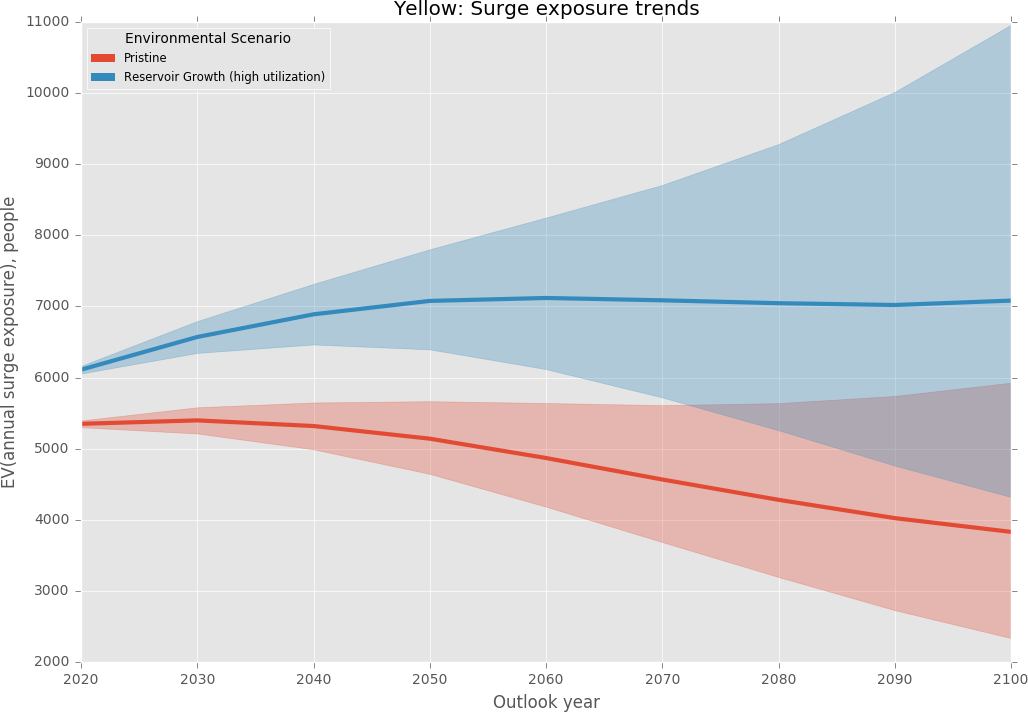 Yellow: Surge exposure trends
11000
10000
9000
8000
7000
6000
5000
4000
3000
2000
EV(annual surge exposure), people
Environmental Scenario
Pristine
Reservoir Growth (high utilization)
2020 2030 2040 2050 2060 2070 2080 2090 2100
Outlook year